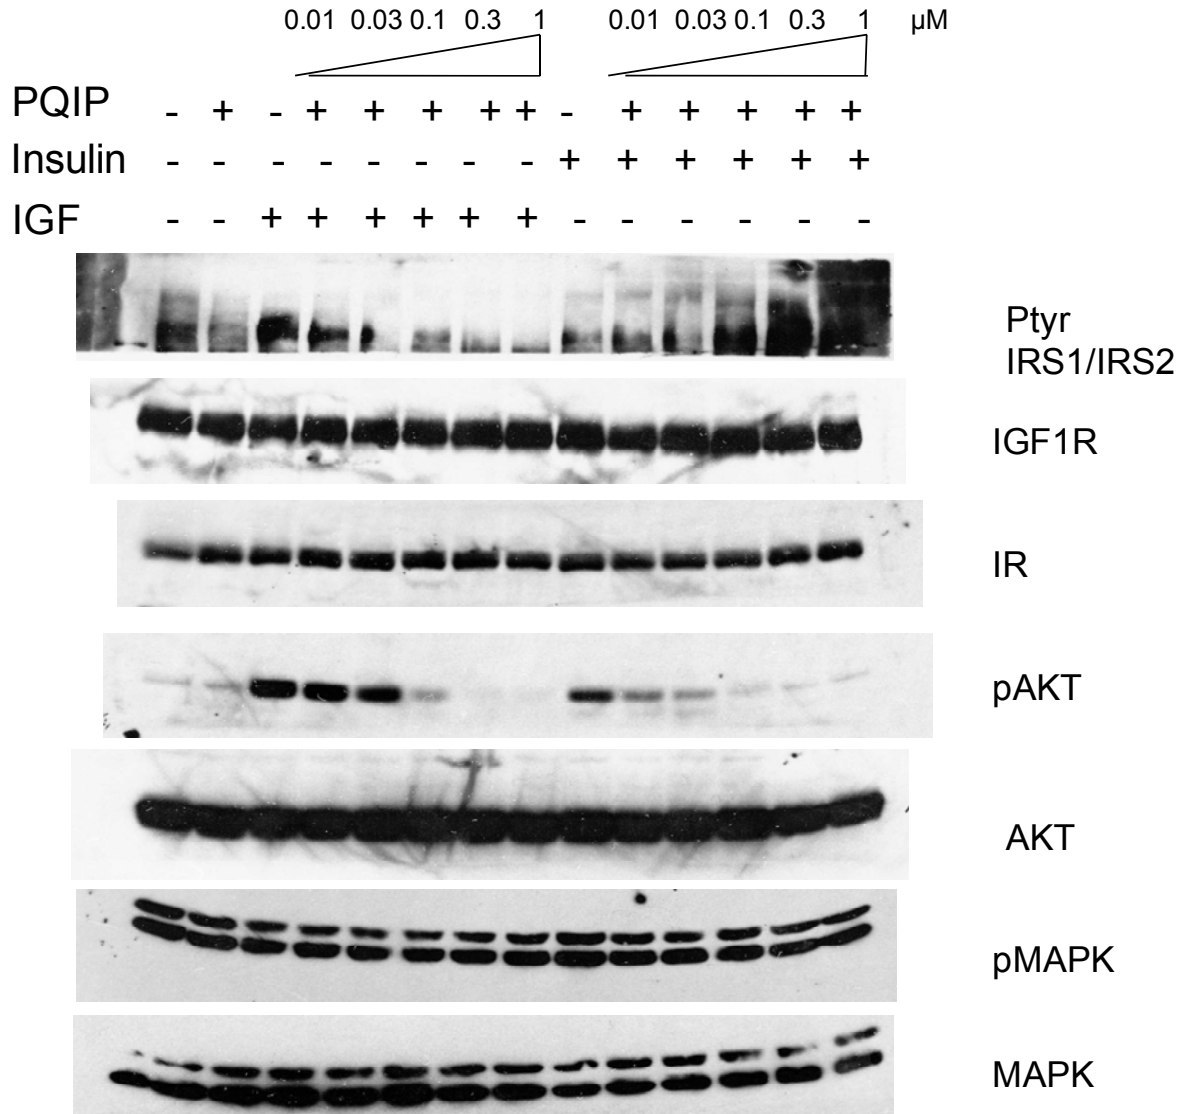 0.01 0.03 0.1 0.3 1 0.01 0.03 0.1 0.3 1 µM
PQIP - + - + + + + + - + + + + +
Insulin - - - - - - - - + + + + + +
IGF - - + + + + + + - - - - - -
Ptyr
IRS1/IRS2
IGF1R
IR
pAKT
AKT
pMAPK
MAPK